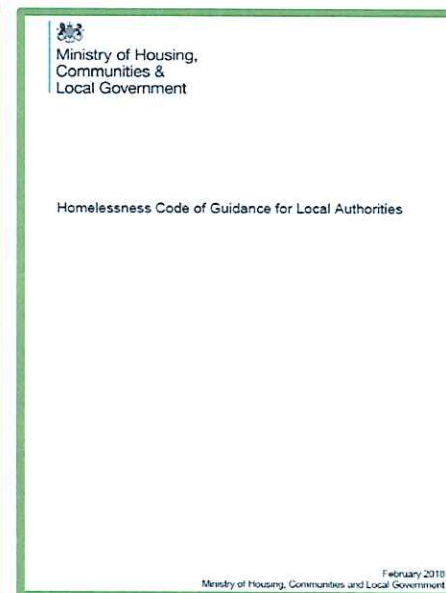 Ministry of Housing,
Communities &
Local Government
Homelessness Code of Guidance for Local Authorities
February 2018
Ministry of Housing, Communities and Local Government